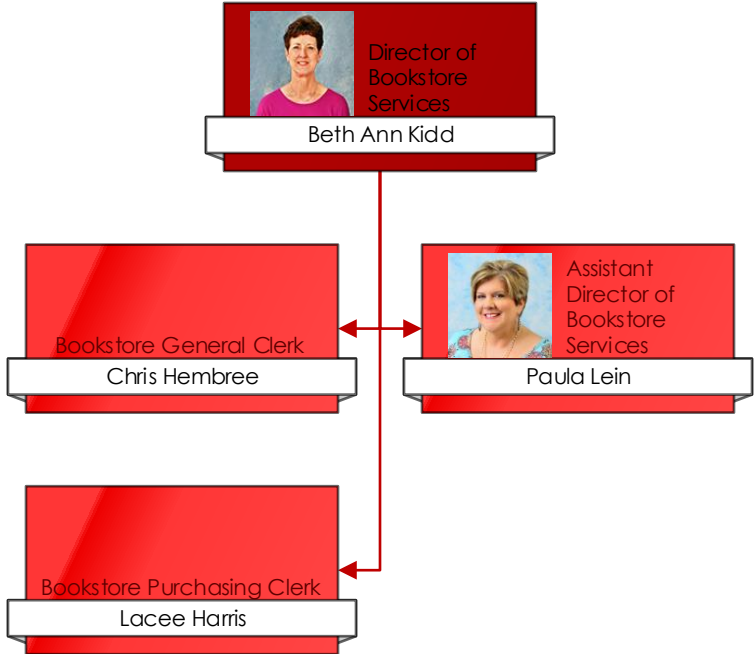 Director of
Bookstore
Services
Beth Ann Kidd
Bookstore General Clerk
Chris Hembree
Assistant
Director of
Bookstore
Services
Paula Lein
Bookstore Purchasing Clerk
Lacee Harris